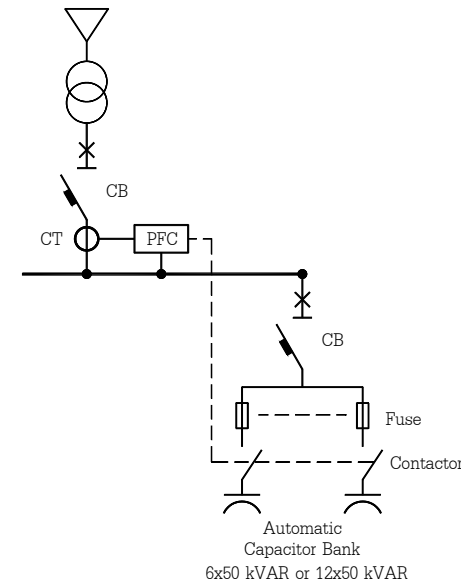 CB
CT
PFC
CB
Fuse
Contactor
Automatic
Capacitor Bank
6x50 kVAR or 12x50 kVAR